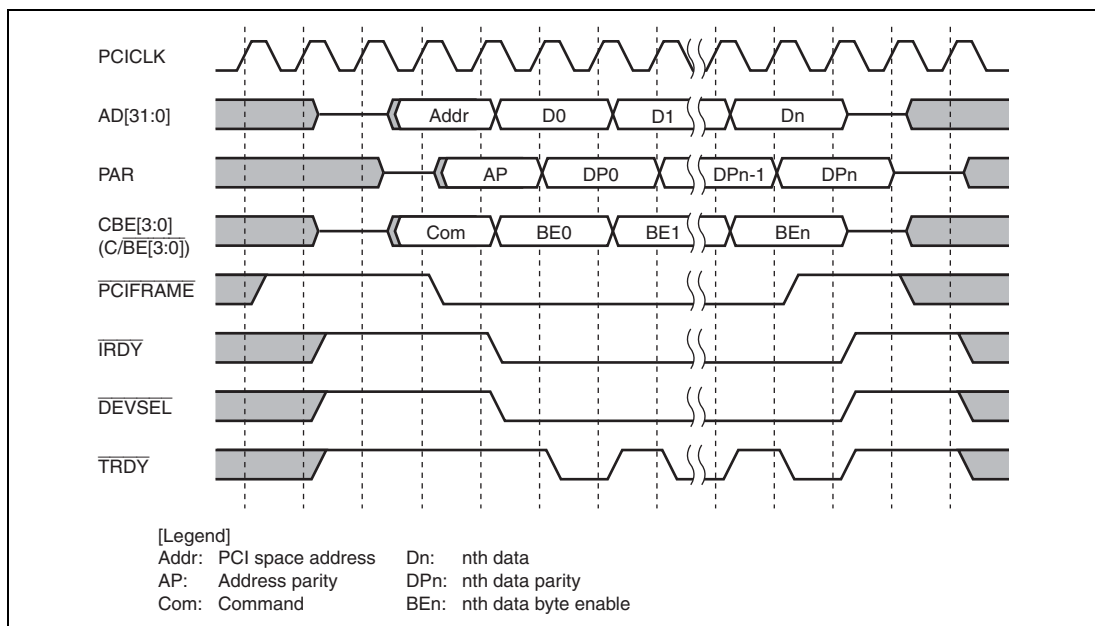 PCICLK
AD[31:0] Addr D0 D1 Dn
PAR AP DP0 DPn-1 DPn
CBE[3:0]
(C/BE[3:0]) Com BE0 BE1 BEn
PCIFRAME
IRDY
DEVSEL
TRDY
[Legend]
Addr: PCI space address Dn: nth data
AP: Address parity DPn: nth data parity
Com: Command BEn: nth data byte enable